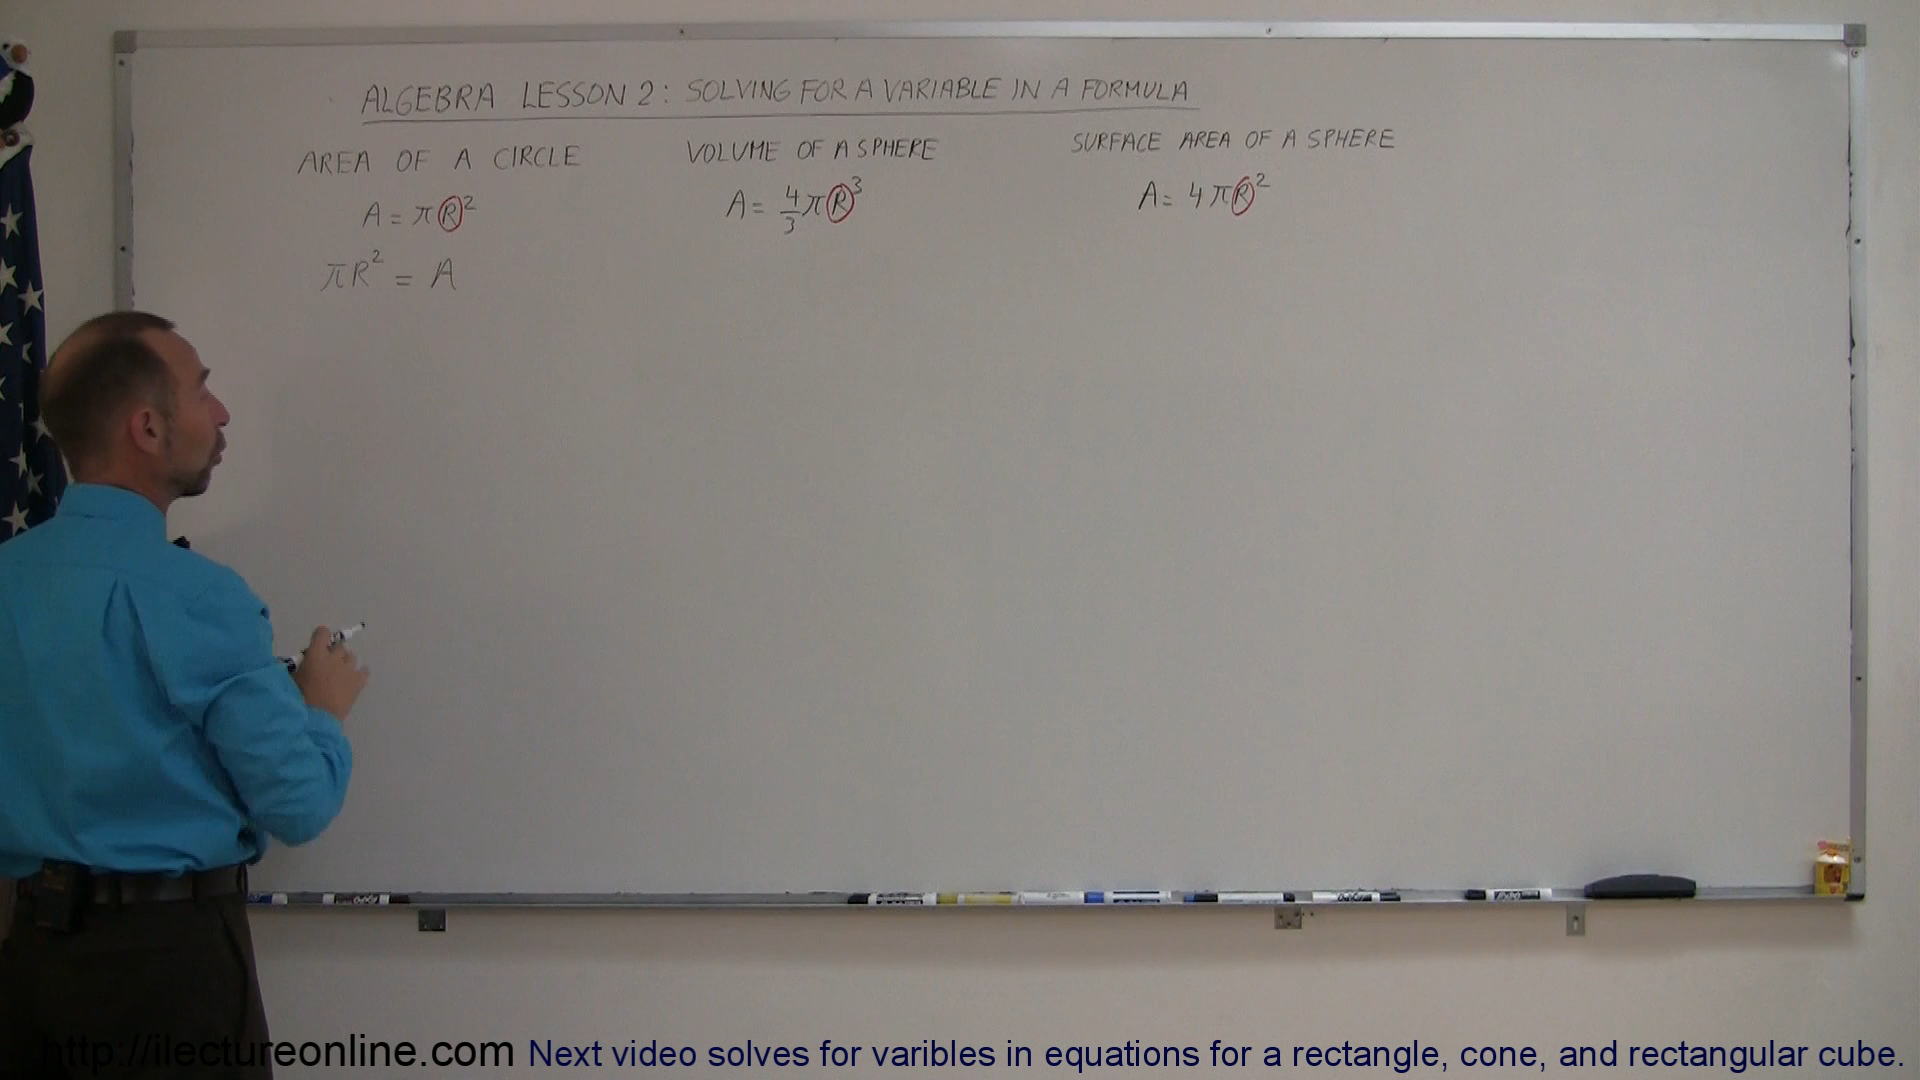 ALGEBRA LESSON 2: SOLVING FOR A VARIABLE IN A FORMULA
AREA OF A CIRCLE
A = πR²
πR² = A
VOLUME OF A SPHERE
A = 4/3 πR³
SURFACE AREA OF A SPHERE
A = 4πR²
http://ilectureonline.com Next video solves for varibles in equations for a rectangle, cone, and rectangular cube.